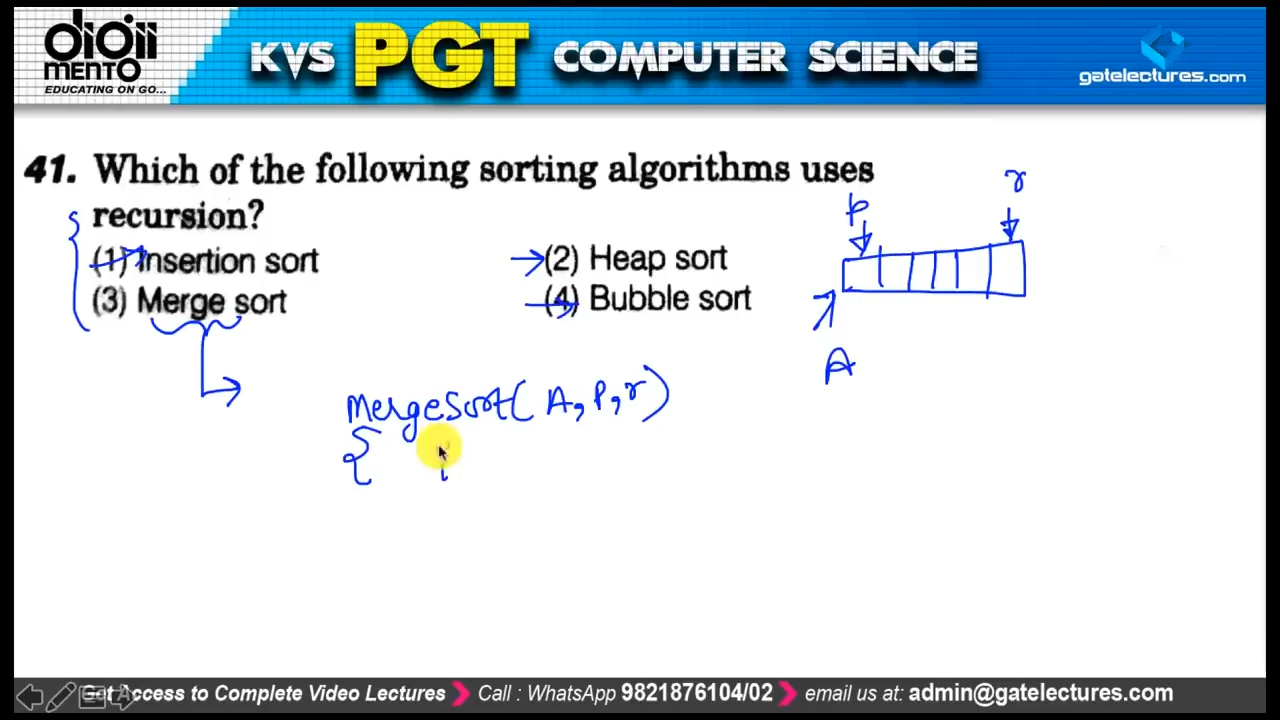 digii
MENTO
EDUCATING ON GO...
KVS PGT COMPUTER SCIENCE
gatelectures.com
41. Which of the following sorting algorithms uses
recursion?
(1) Insertion sort
(2) Heap sort
(3) Merge sort
(4) Bubble sort
p
r
A
MergeSort( A, P, r)
{
Get Access to Complete Video Lectures
Call : WhatsApp 9821876104/02
email us at: admin@gatelectures.com